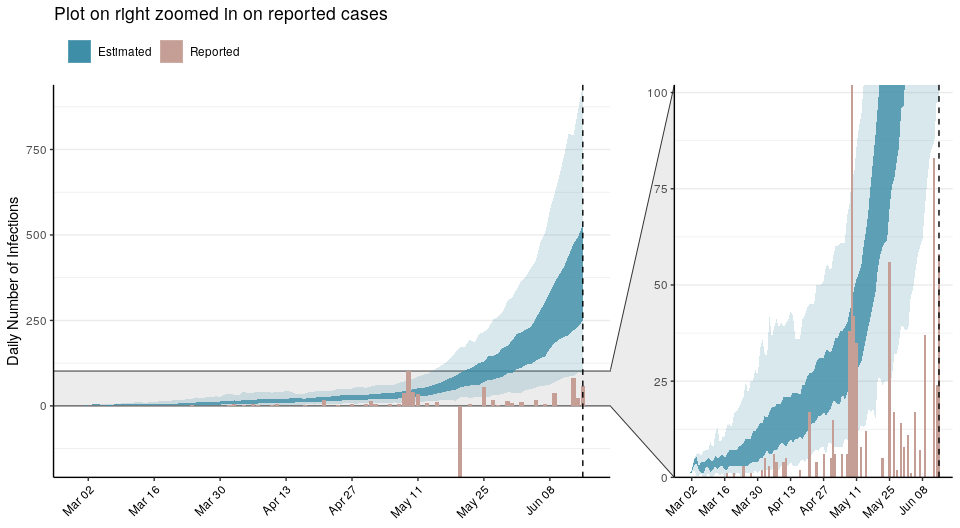 Plot on right zoomed in on reported cases
Estimated Reported
Daily Number of Infections
750
500
250
0
Mar 02 Mar 16 Mar 30 Apr 13 Apr 27 May 11 May 25 Jun 08
100
75
50
25
0
Mar 02 Mar 16 Mar 30 Apr 13 Apr 27 May 11 May 25 Jun 08